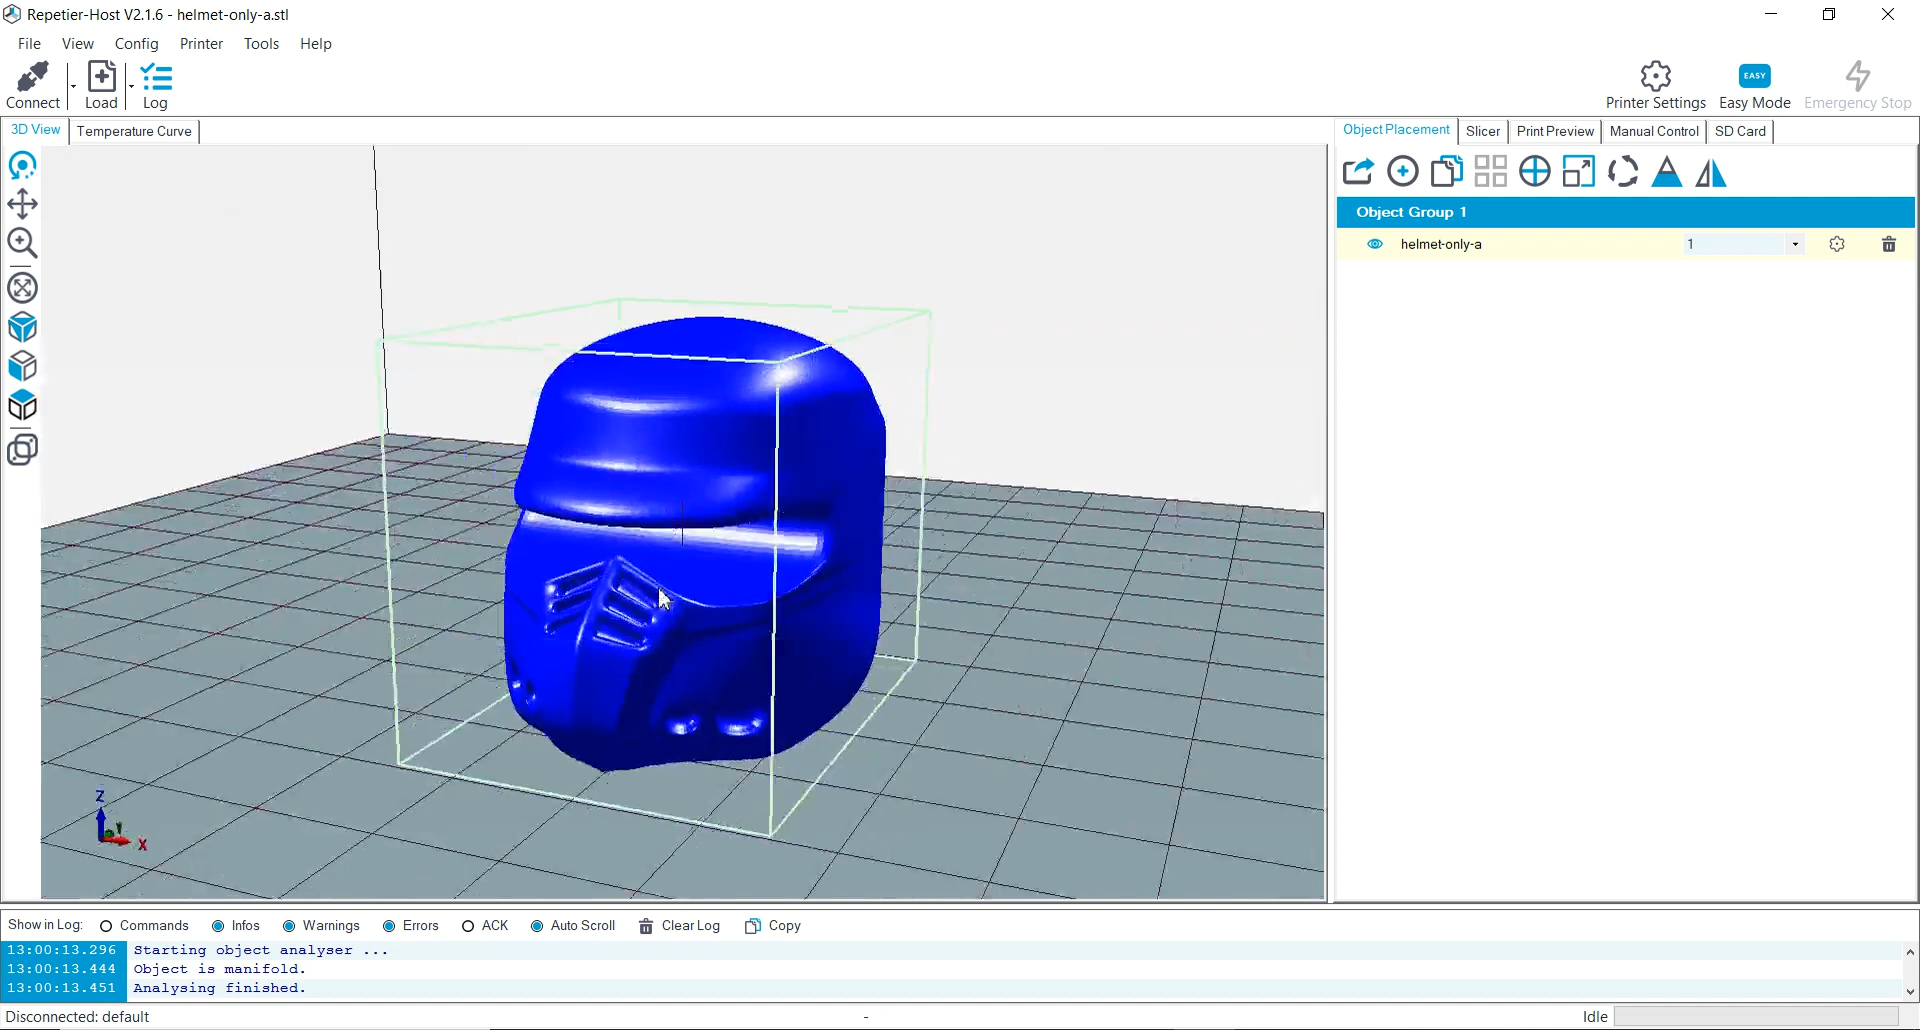 Repetier-Host V2.1.6 - helmet-only-a.stl
File View Config Printer Tools Help
Connect Load Log Printer Settings EASY Easy Mode Emergency Stop
3D View Temperature Curve
Object Placement Slicer Print Preview Manual Control SD Card
Object Group 1
helmet-only-a 1
Z
Y
X
Show in Log: Commands Infos Warnings Errors ACK Auto Scroll Clear Log Copy
13:00:13.296 Starting object analyser ...
13:00:13.444 Object is manifold.
13:00:13.451 Analysing finished.
Disconnected: default - Idle